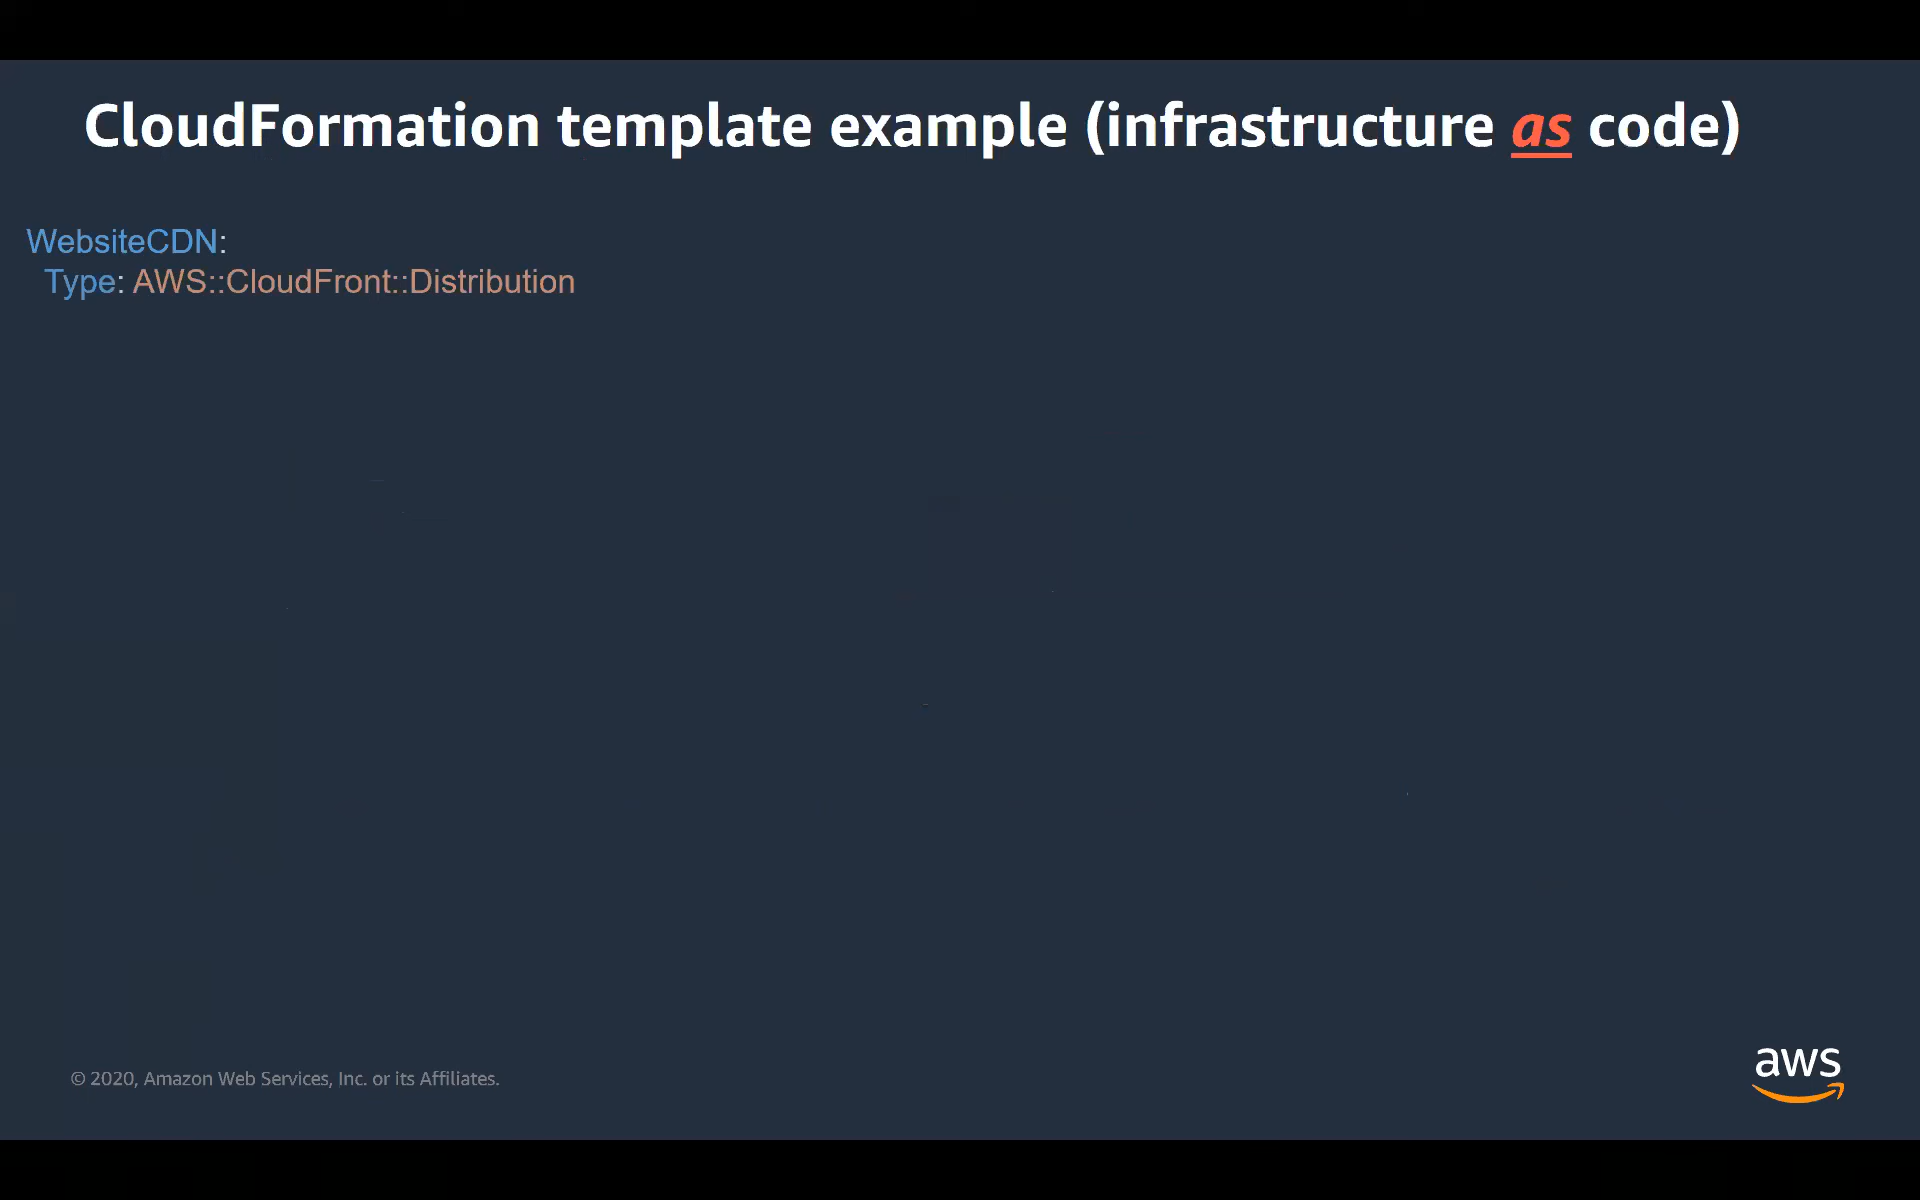 CloudFormation template example (infrastructure as code)
WebsiteCDN:
  Type: AWS::CloudFront::Distribution
© 2020, Amazon Web Services, Inc. or its Affiliates.
aws